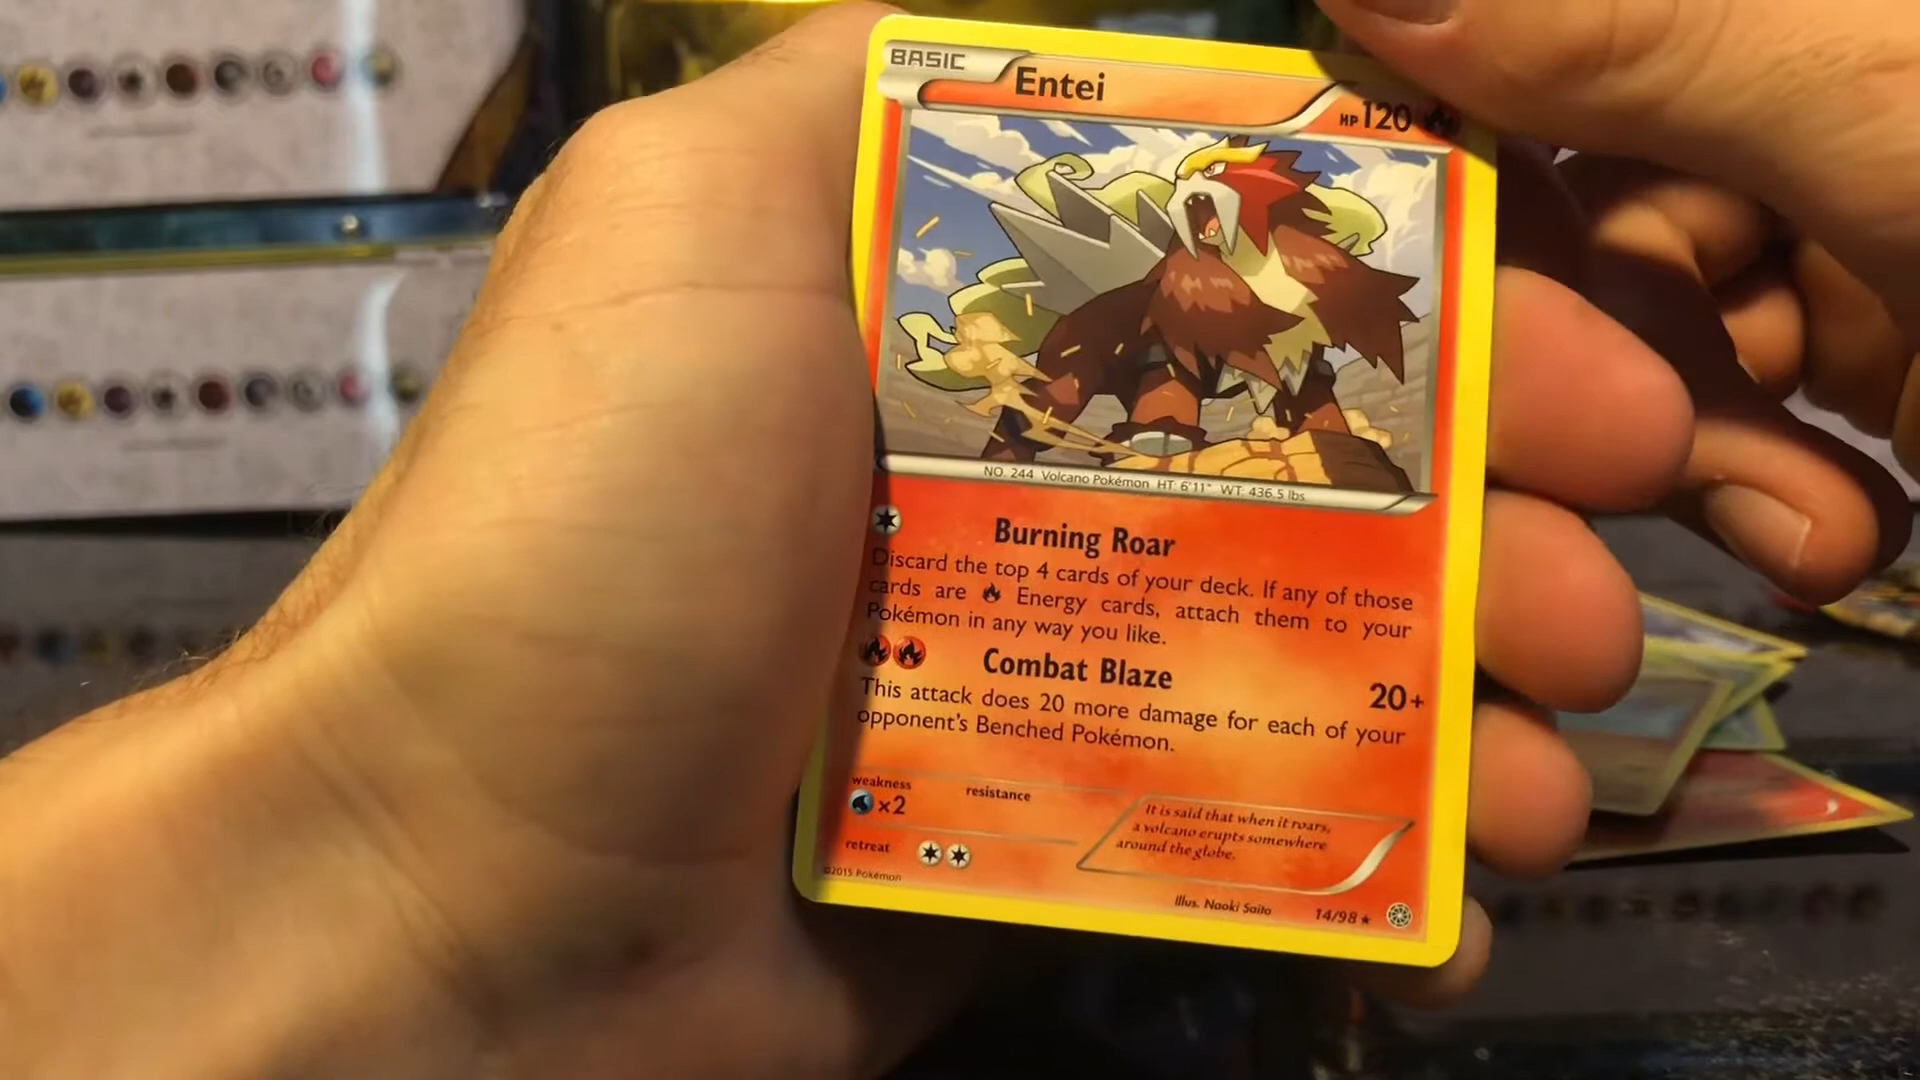 BASIC
Entei
HP 120
NO. 244 Volcano Pokémon HT: 6'11" WT: 436.5 lbs
Burning Roar
Discard the top 4 cards of your deck. If any of those
cards are Energy cards, attach them to your
Pokémon in any way you like.
Combat Blaze
20+
This attack does 20 more damage for each of your
opponent's Benched Pokémon.
weakness
×2
resistance
It is said that when it roars,
a volcano erupts somewhere
around the globe.
retreat
©2015 Pokémon
Illus. Naoki Saito
14/98 ★